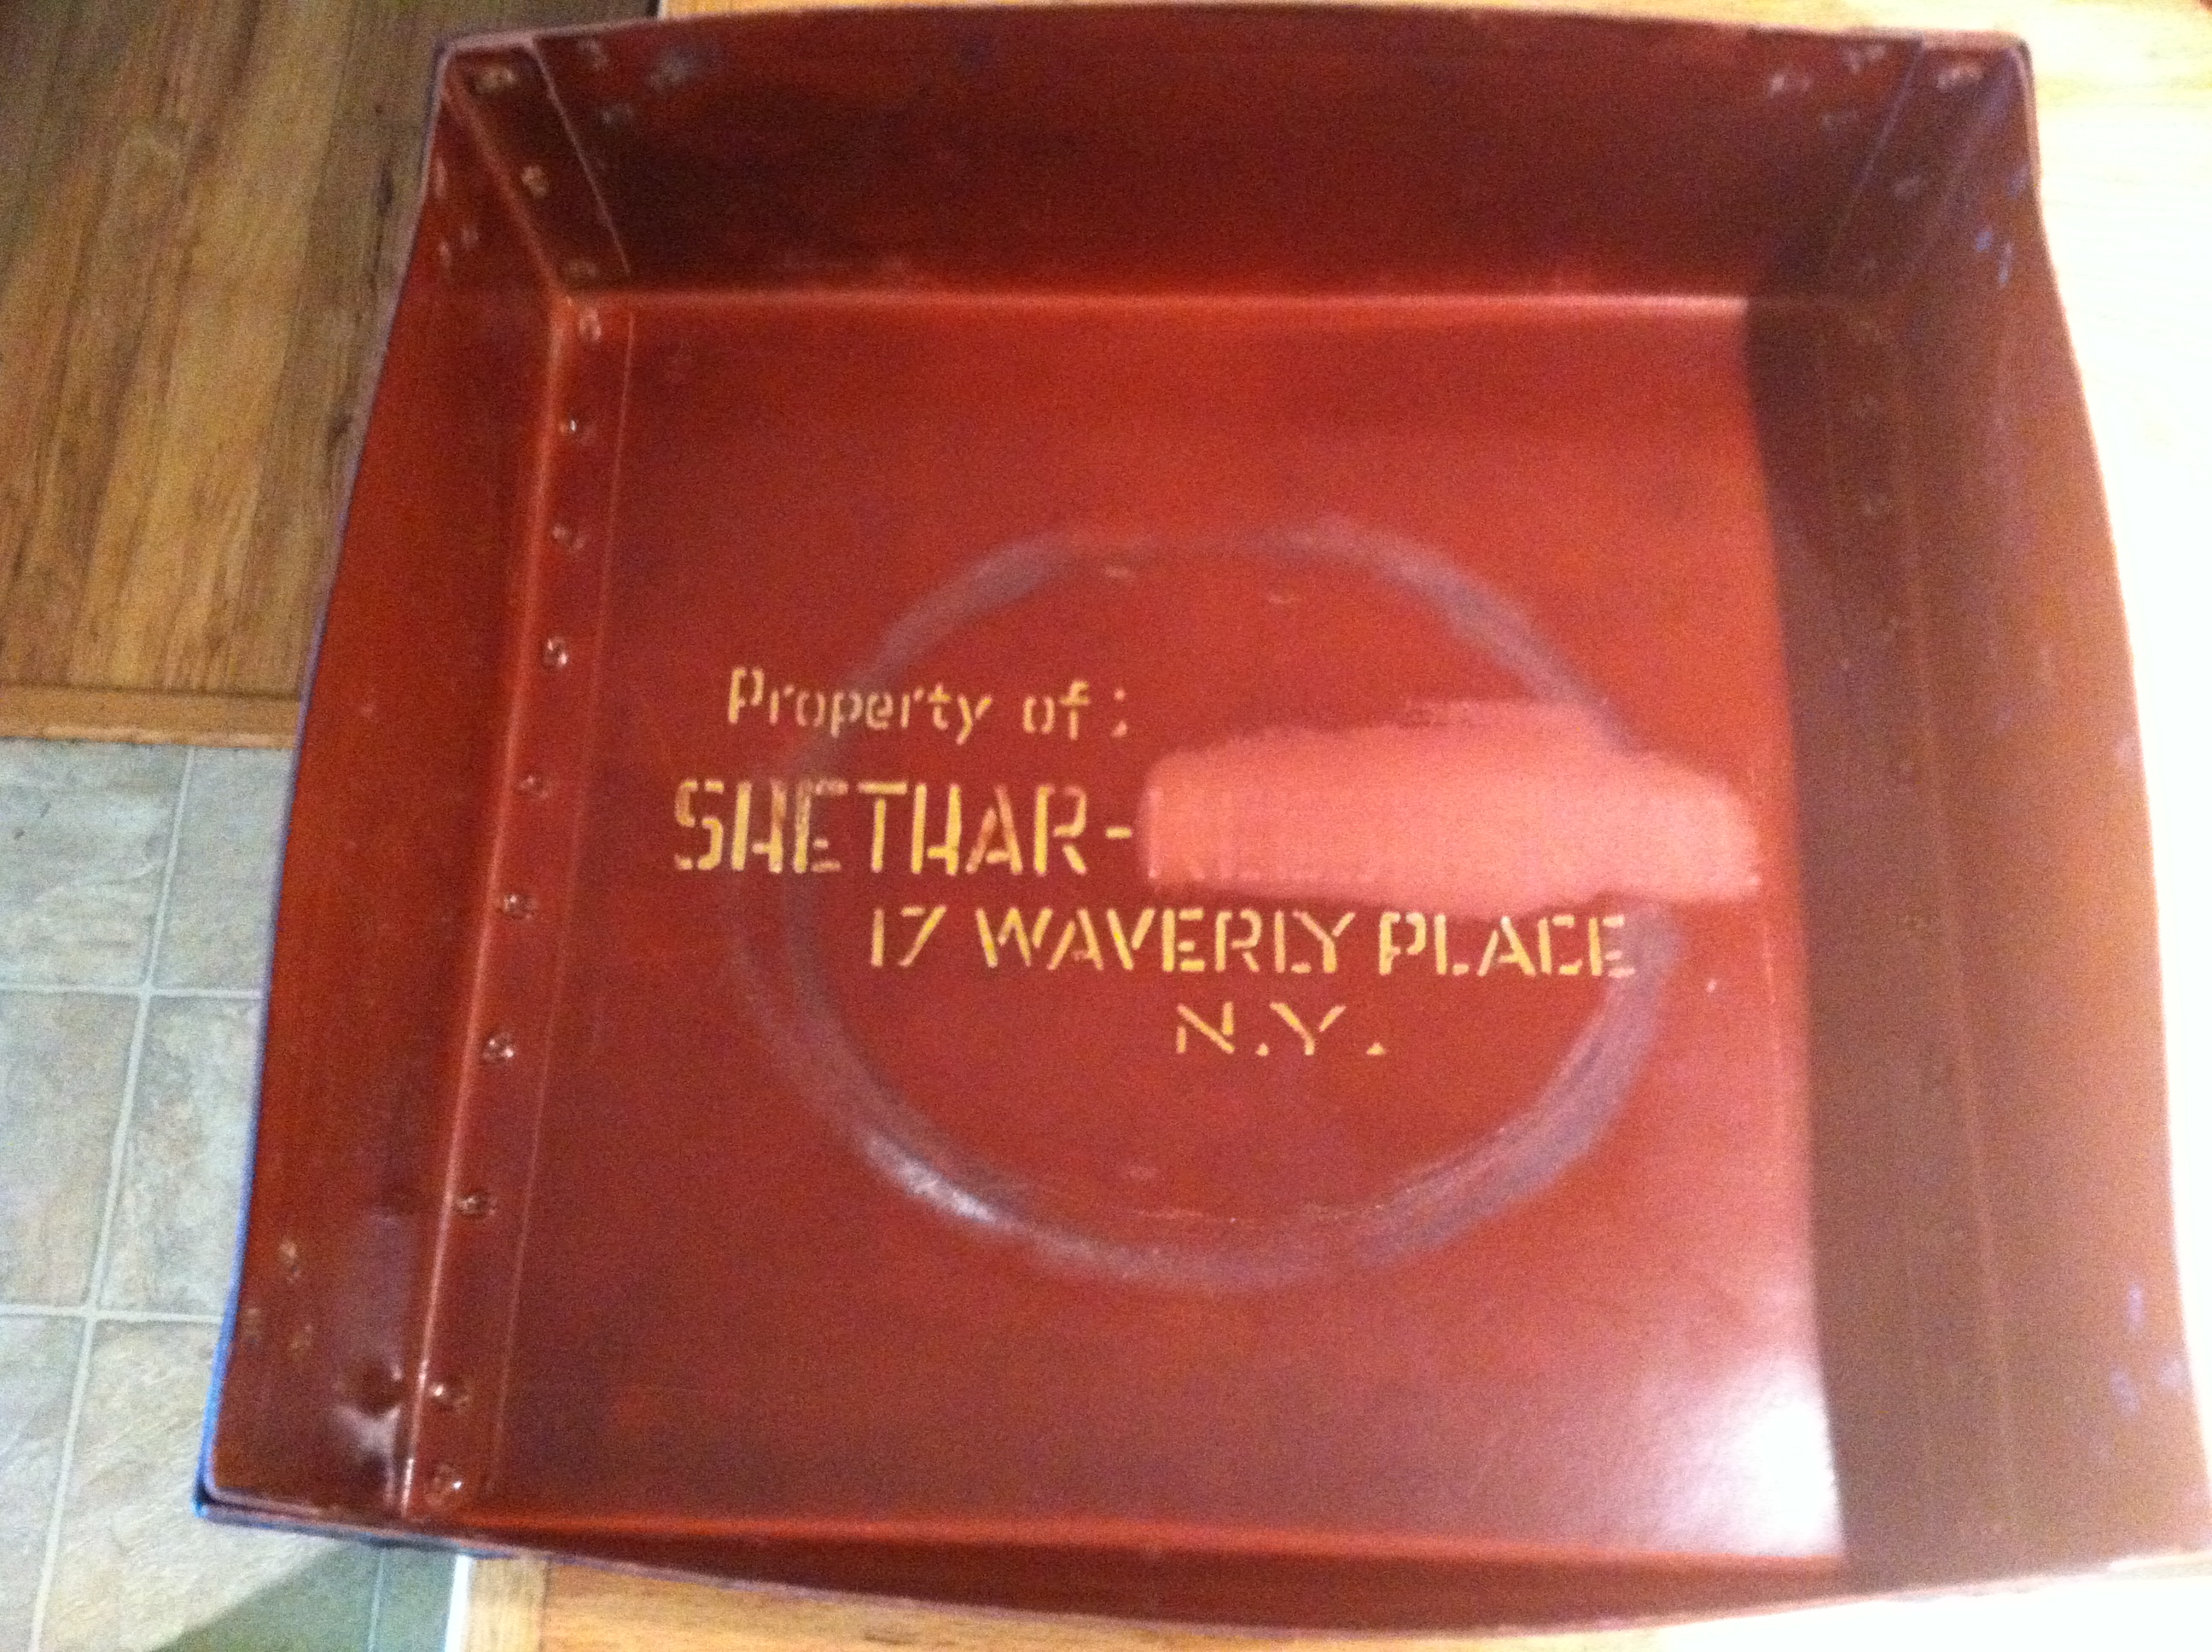 Property of :
SHETHAR-
17 WAVERLY PLACE
N.Y.